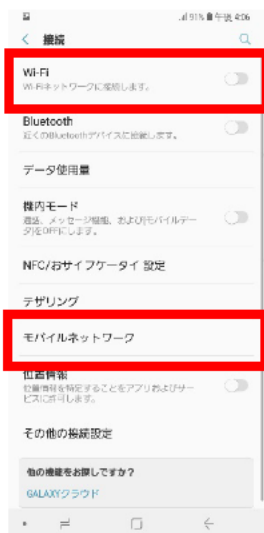 91% 午後 4:06
接続
Wi-Fi
Wi-Fiネットワークに接続します。
Bluetooth
近くのBluetoothデバイスに接続します。
データ使用量
機内モード
通話、メッセージ機能、およびモバイルデー
タをOFFにします。
NFC/おサイフケータイ 設定
テザリング
モバイルネットワーク
位置情報
位置情報を特定することをアプリおよびサー
ビスに許可します。
その他の接続設定
他の機能をお探しですか？
GALAXYクラウド